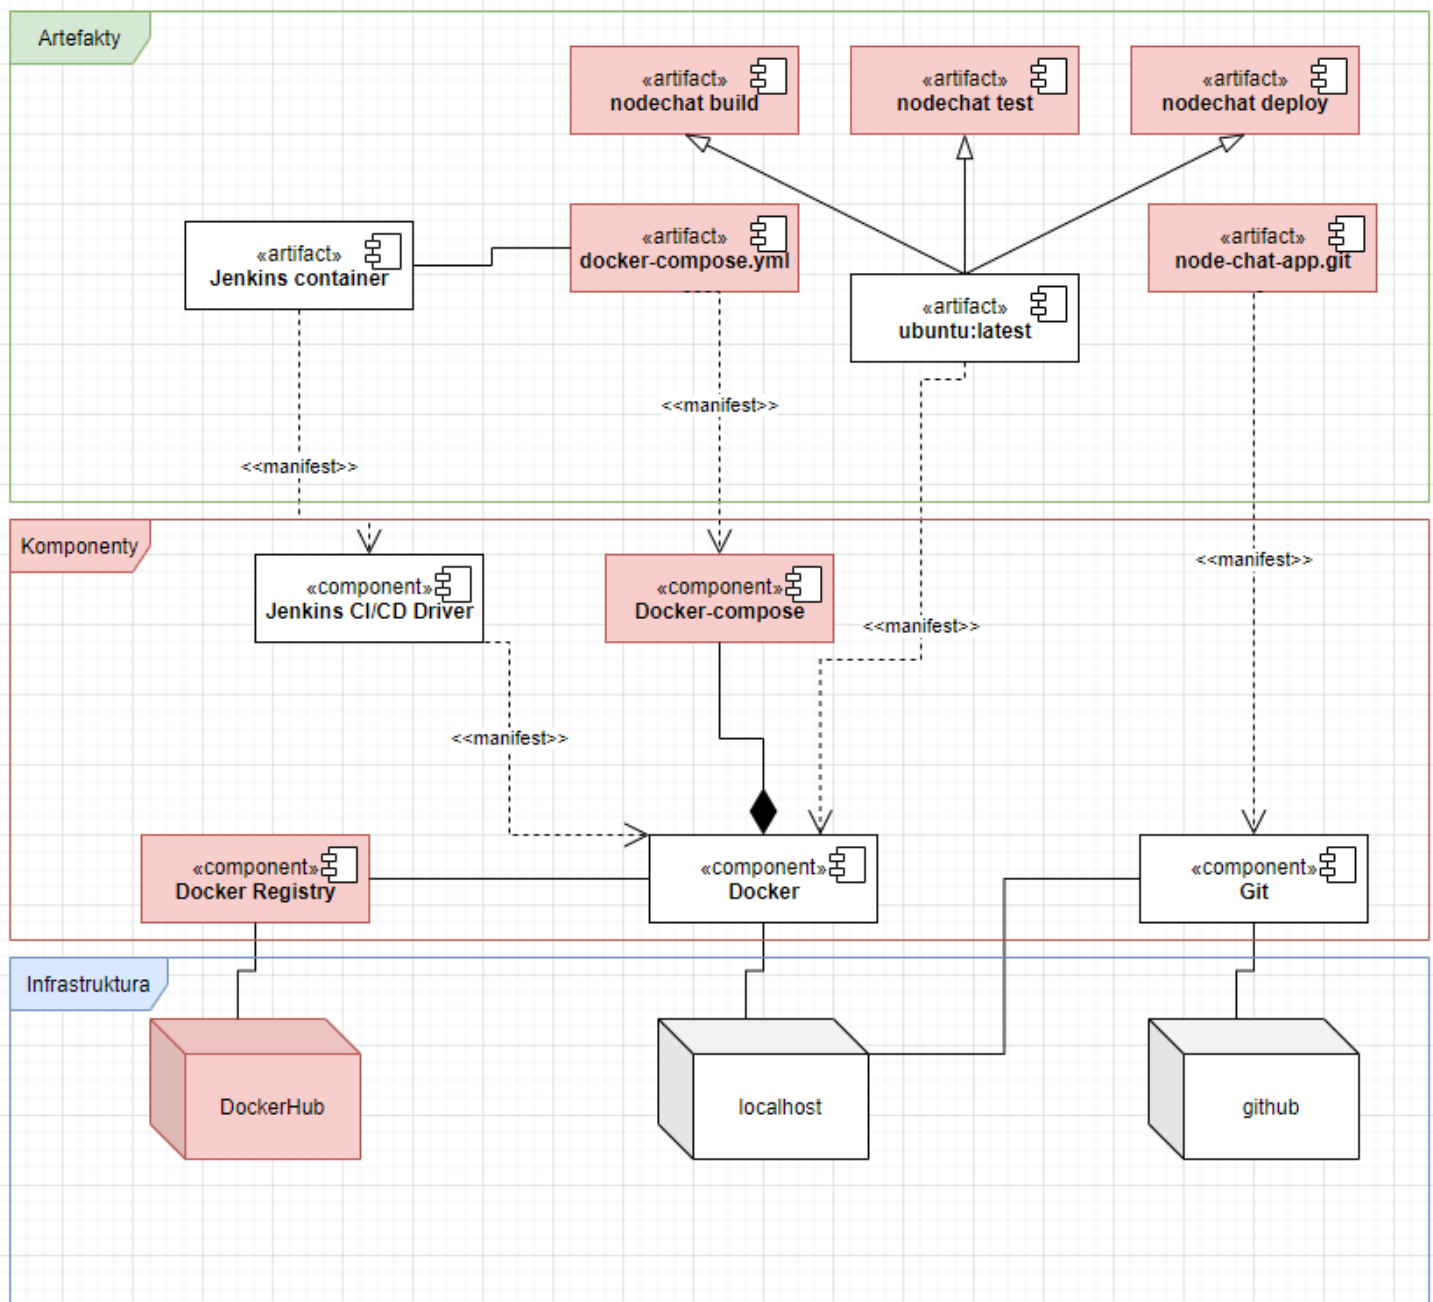 Artefakty
«artifact»
nodechat build
«artifact»
nodechat test
«artifact»
nodechat deploy
«artifact»
Jenkins container
«artifact»
docker-compose.yml
«artifact»
ubuntu:latest
«artifact»
node-chat-app.git
<<manifest>>
<<manifest>>
Komponenty
«component»
Jenkins CI/CD Driver
«component»
Docker-compose
<<manifest>>
<<manifest>>
<<manifest>>
«component»
Docker Registry
«component»
Docker
«component»
Git
Infrastruktura
DockerHub
localhost
github